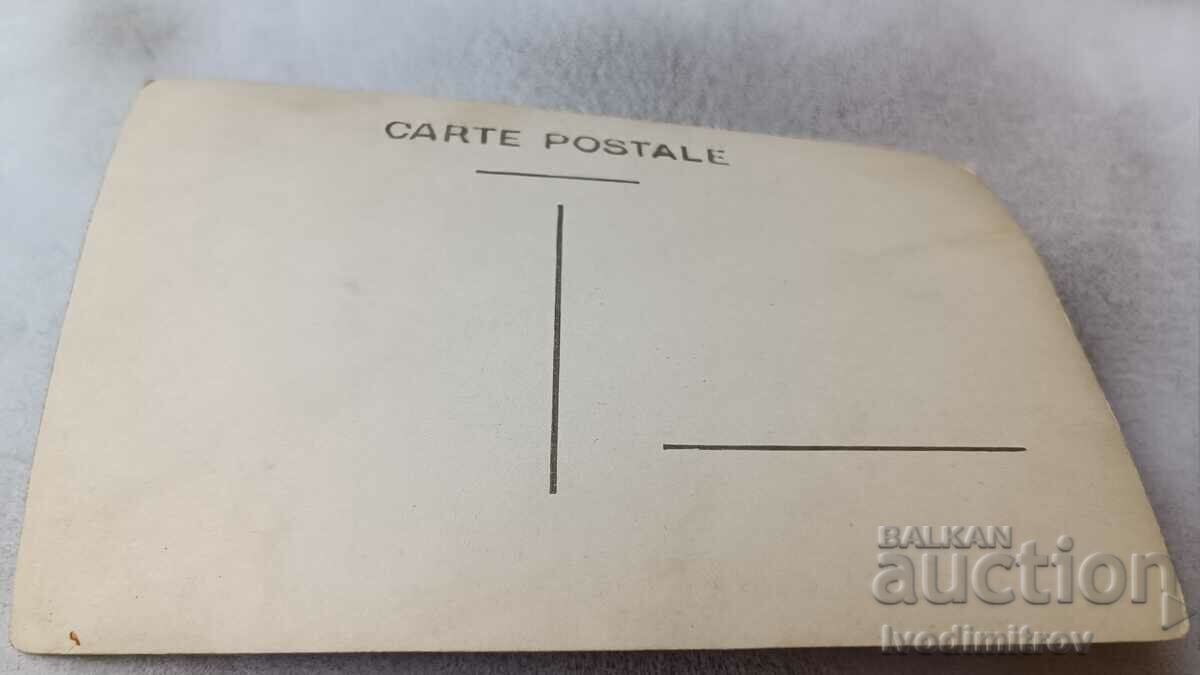 CARTE POSTALE
BALKAN
auction
Ivodimitrov